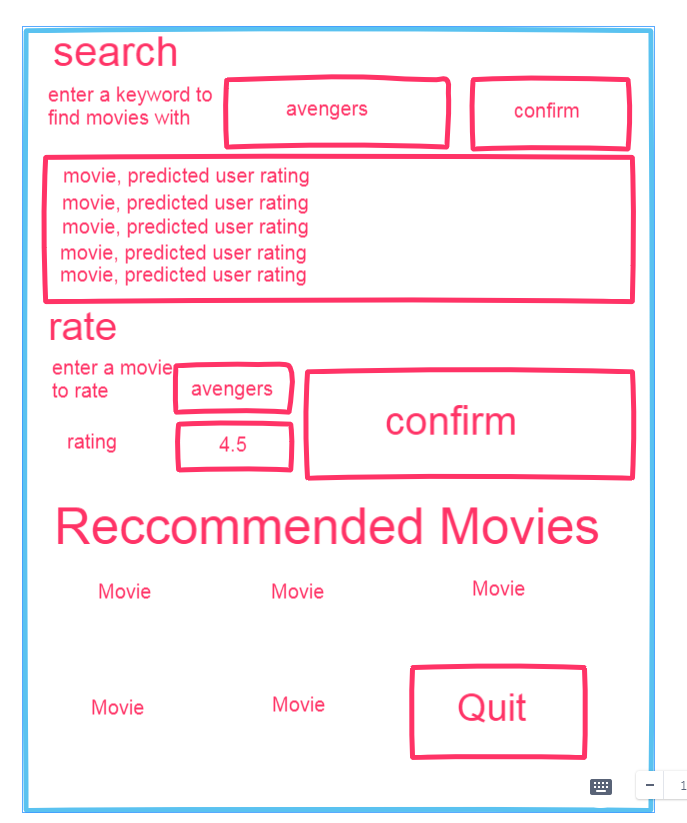 search
enter a keyword to
find movies with
avengers
confirm
movie, predicted user rating
movie, predicted user rating
movie, predicted user rating
movie, predicted user rating
movie, predicted user rating
rate
enter a movie
to rate
avengers
confirm
rating
4.5
Reccommended Movies
Movie
Movie
Movie
Movie
Movie
Quit
1